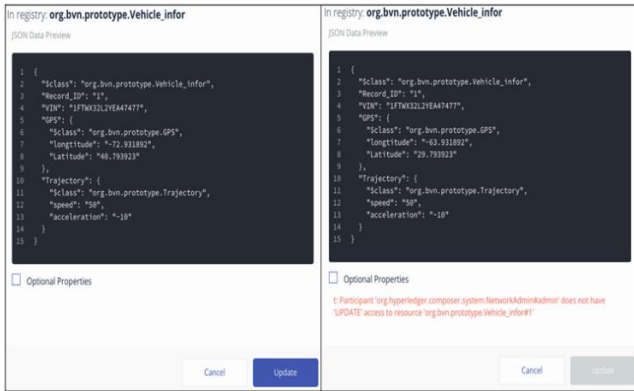 In registry: org.bvn.prototype.Vehicle_infor
JSON Data Preview
1 {
2 "$class": "org.bvn.prototype.Vehicle_infor",
3 "Record_ID": "1",
4 "VIN": "1FTWX32L2YEA47477",
5 "GPS": {
6 "$class": "org.bvn.prototype.GPS",
7 "longtitude": "-72.931892",
8 "Latitude": "40.793923"
9 },
10 "Trajectory": {
11 "$class": "org.bvn.prototype.Trajectory",
12 "speed": "50",
13 "acceleration": "-10"
14 }
15 }
Optional Properties
Cancel
Update
In registry: org.bvn.prototype.Vehicle_infor
JSON Data Preview
1 {
2 "$class": "org.bvn.prototype.Vehicle_infor",
3 "Record_ID": "1",
4 "VIN": "1FTWX32L2YEA47477",
5 "GPS": {
6 "$class": "org.bvn.prototype.GPS",
7 "longtitude": "-63.931892",
8 "Latitude": "29.793923"
9 },
10 "Trajectory": {
11 "$class": "org.bvn.prototype.Trajectory",
12 "speed": "50",
13 "acceleration": "-10"
14 }
15 }
Optional Properties
t: Participant 'org.hyperledger.composer.system.NetworkAdmin#admin' does not have
'UPDATE' access to resource 'org.bvn.prototype.Vehicle_infor#1'
Cancel
Update